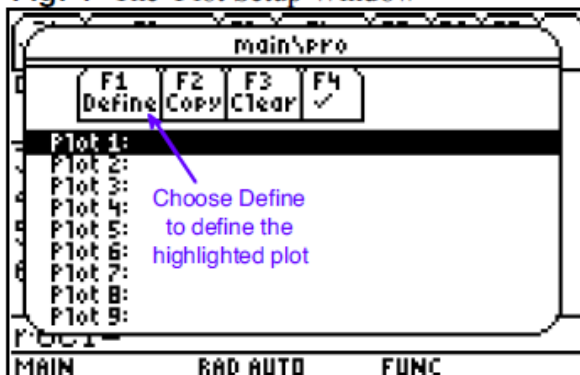 main\pro
F1 F2 F3 F4
Define Copy Clear ✓
Plot 1:
Plot 2:
Plot 3:
Plot 4:
Plot 5:
Plot 6:
Plot 7:
Plot 8:
Plot 9:
Choose Define
to define the
highlighted plot
MAIN RAD AUTO FUNC